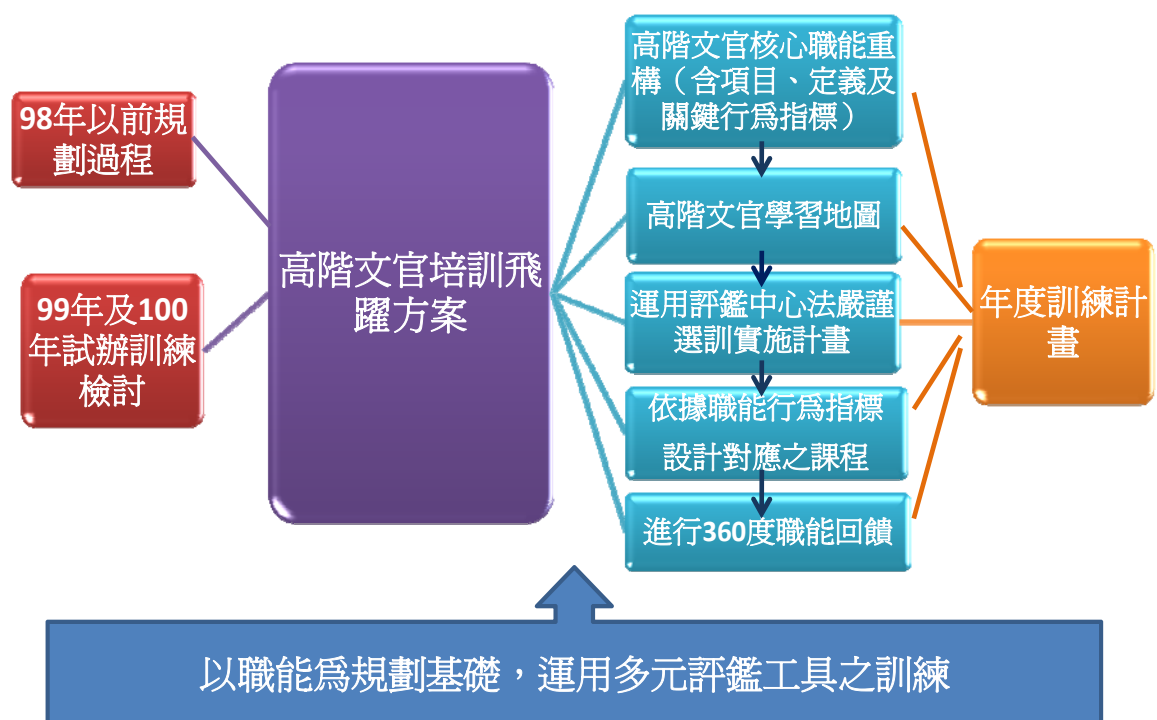 98年以前規
劃過程
99年及100
年試辦訓練
檢討
高階文官培訓飛
躍方案
高階文官核心職能重
構（含項目、定義及
關鍵行為指標）
高階文官學習地圖
運用評鑑中心法嚴謹
選訓實施計畫
依據職能行為指標
設計對應之課程
進行360度職能回饋
年度訓練計
畫
以職能為規劃基礎，運用多元評鑑工具之訓練